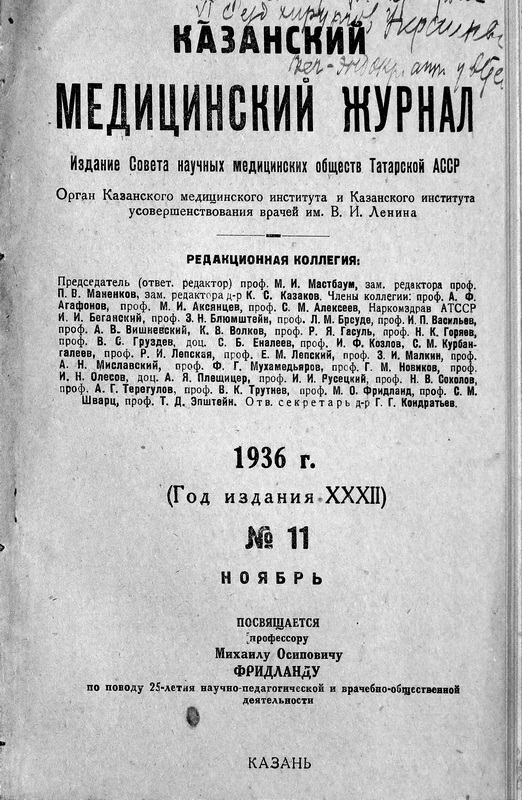 КАЗАНСКИЙ
МЕДИЦИНСКИЙ ЖУРНАЛ
Издание Совета научных медицинских обществ Татарской АССР
Орган Казанского медицинского института и Казанского института
усовершенствования врачей им. В. И. Ленина
РЕДАКЦИОННАЯ КОЛЛЕГИЯ:
Председатель (ответ. редактор) проф. М. И. Мастбаум, зам. редактора проф.
П. В. Маненков, зам. редактора д-р К. С. Казаков. Члены коллегии: проф. А. Ф.
Агафонов, проф. М. И. Аксянцев, проф. С. М. Алексеев, Наркомздрав АТССР
И. И. Беганский, проф. З. Н. Блюмштейн, проф. Л. М. Брсуде, проф. И. П. Васильев,
проф. А. В. Вишневский, К. В. Волков, проф. Р. Я. Гасуль, проф. Н. К. Горяев,
проф. В. С. Груздев, доц. С. Б. Еналеев, проф. И. Ф. Козлов, С. М. Курбан-
галеев, проф. Р. И. Лепская, проф. Е. М. Лепский, проф. З. И. Малкин, проф.
А. Н. Миславский, проф. Ф. Г. Мухамедьяров, проф. Г. М. Новиков, проф.
И. Н. Олесов, доц. А. Я. Плещицер, проф. И. И. Русецкий, проф. Н. В. Соколов,
проф. А. Г. Терегулов, проф. В. К. Трутнев, проф. М. О. Фридланд, проф. С. М.
Шварц, проф. Т. Д. Эпштейн. Отв. секретарь д-р Г. Г. Кондратьев.
1936 г.
(Год издания XXXII)
№ 11
НОЯБРЬ
ПОСВЯЩАЕТСЯ
профессору
Михаилу Осиповичу
ФРИДЛАНДУ
по поводу 25-летия научно-педагогической и врачебно-общественной
деятельности
КАЗАНЬ